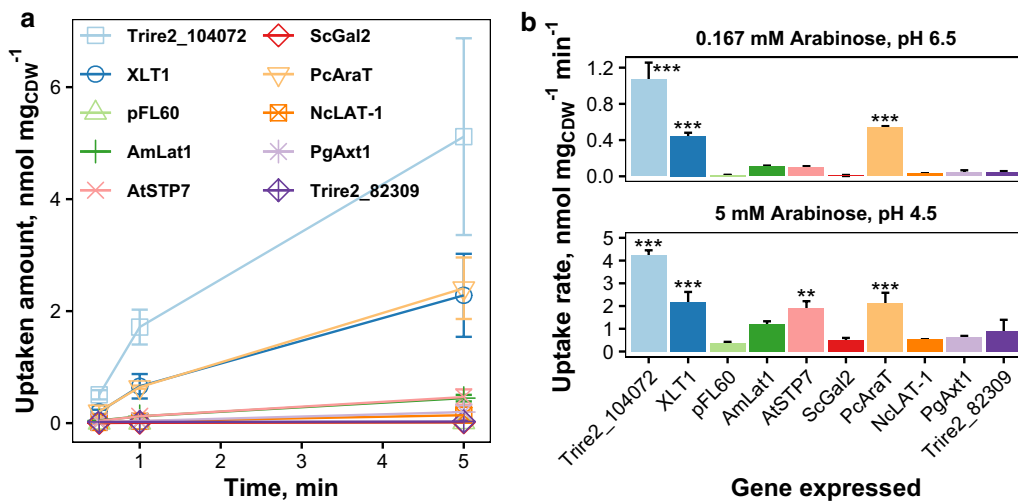 a
Uptaken amount, nmol mgCDW⁻¹
6
4
2
0
Trire2_104072
XLT1
pFL60
AmLat1
AtSTP7
ScGal2
PcAraT
NcLAT-1
PgAxt1
Trire2_82309
1
2
3
4
5
Time, min
b
Uptake rate, nmol mgCDW⁻¹ min⁻¹
0.167 mM Arabinose, pH 6.5
1.2
0.8
0.4
0.0
***
***
***
5 mM Arabinose, pH 4.5
5
4
3
2
1
0
***
***
**
***
Trire2_104072
XLT1
pFL60
AmLat1
AtSTP7
ScGal2
PcAraT
NcLAT-1
PgAxt1
Trire2_82309
Gene expressed